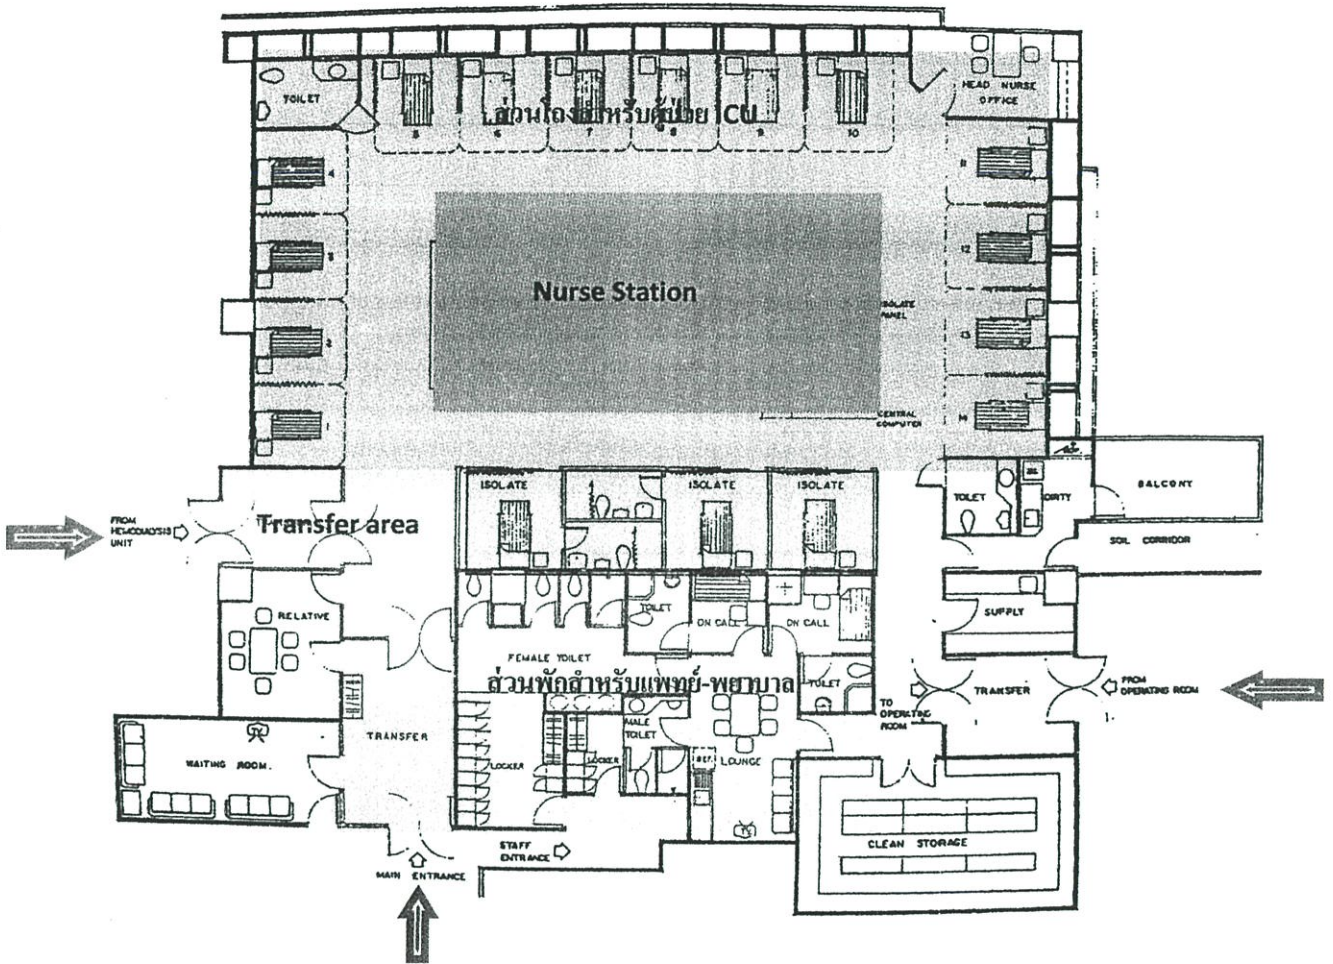 TOILET
HEAD NURSE
OFFICE
ส่วนโถงสำหรับผู้ป่วย ICU
5
6
7
8
9
10
4
11
3
12
Nurse Station
ISOLATE
PANEL
2
13
1
14
CENTRAL
COMPUTER
ISOLATE
ISOLATE
ISOLATE
TOILET
DIRTY
BALCONY
FROM
HEMODIALYSIS
UNIT
Transfer area
SOIL CORRIDOR
RELATIVE
TOILET
ON CALL
ON CALL
SUPPLY
FEMALE TOILET
ส่วนพักสำหรับแพทย์-พยาบาล
TOILET
TO
OPERATING
ROOM
TRANSFER
FROM
OPERATING ROOM
TV
TRANSFER
MALE
TOILET
WAITING ROOM.
LOCKER
LOCKER
REF.
LOUNGE
TV
CLEAN STORAGE
STAFF
ENTRANCE
MAIN ENTRANCE